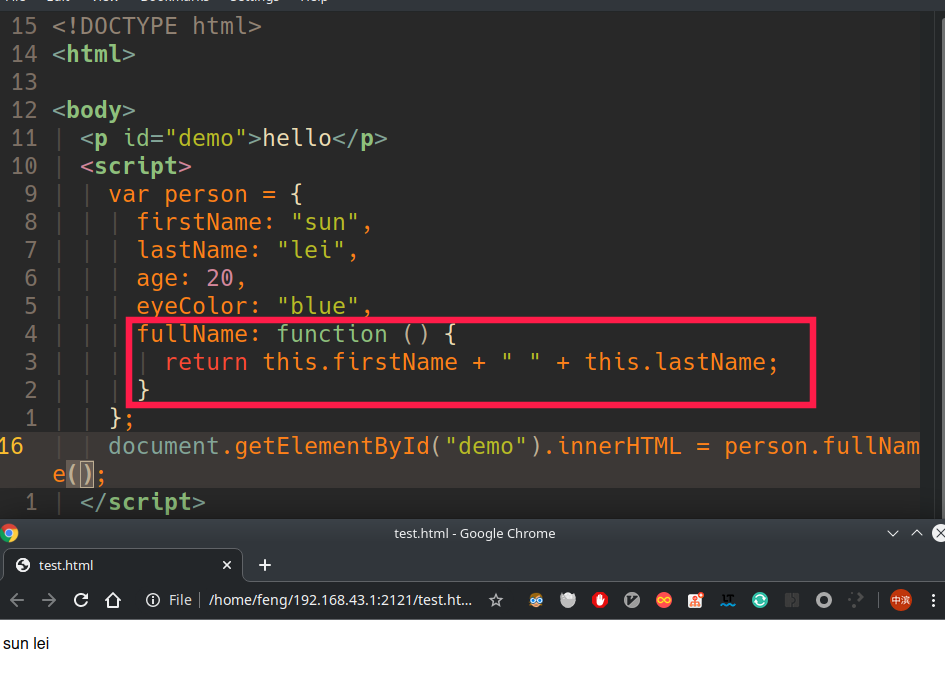 15 <!DOCTYPE html>
14 <html>
13
12 <body>
11 <p id="demo">hello</p>
10 <script>
9 var person = {
8 firstName: "sun",
7 lastName: "lei",
6 age: 20,
5 eyeColor: "blue",
4 fullName: function () {
3 return this.firstName + " " + this.lastName;
2 }
1 };
16 document.getElementById("demo").innerHTML = person.fullNam
e();
1 </script>
test.html - Google Chrome
test.html
File /home/feng/192.168.43.1:2121/test.ht... LT 中滨
sun lei